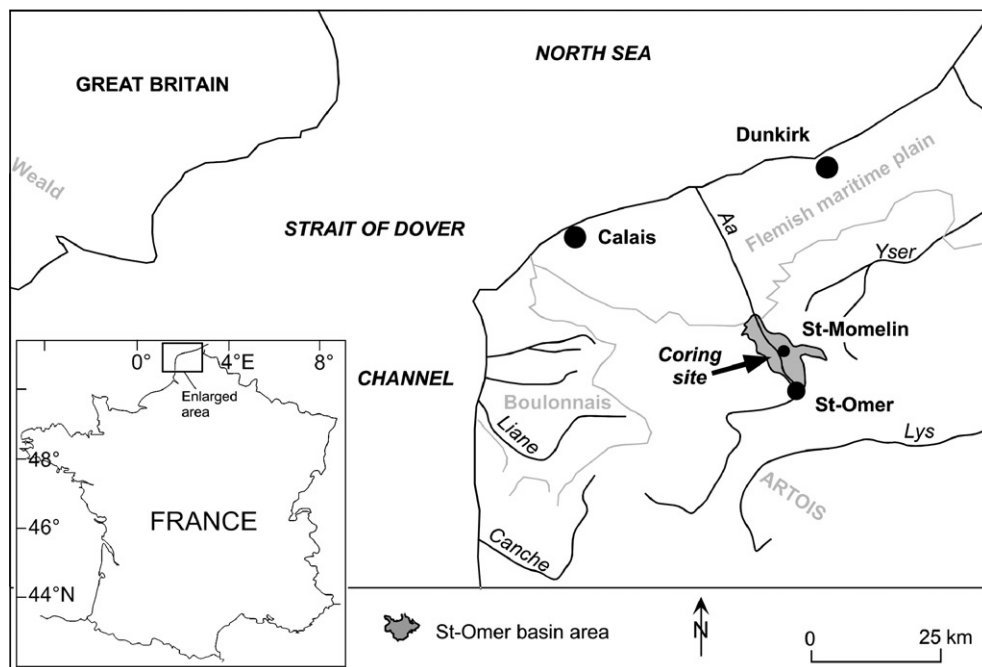 NORTH SEA
GREAT BRITAIN
Dunkirk
Weald
Flemish maritime plain
Aa
STRAIT OF DOVER
Calais
Yser
St-Momelin
Coring
site
CHANNEL
Boulonnais
St-Omer
Liane
Lys
ARTOIS
Canche
0°
4°E
8°
Enlarged
area
48°
46°
44°N
FRANCE
St-Omer basin area
N
0
25 km